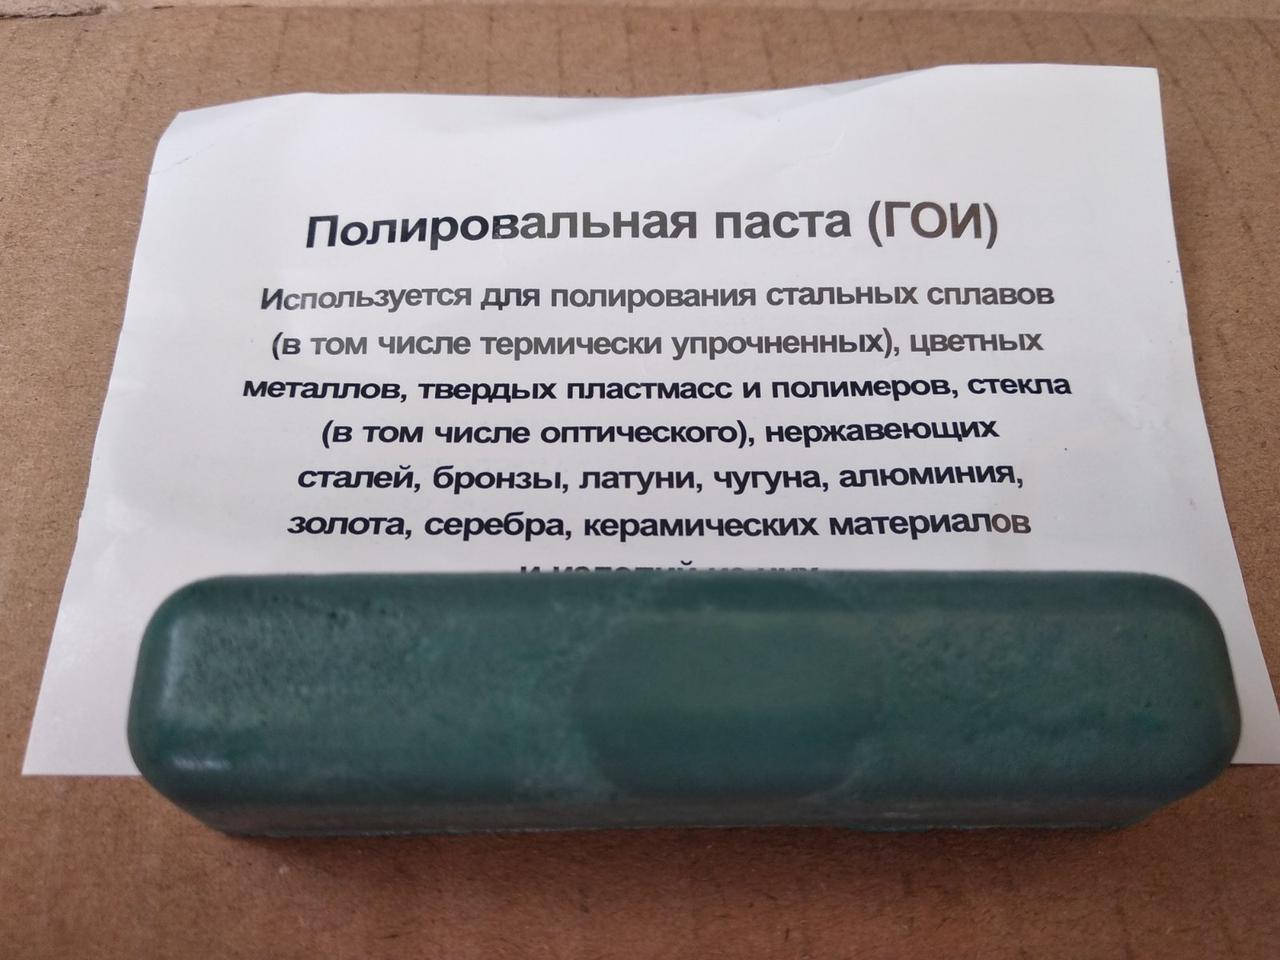 Полировальная паста (ГОИ)
Используется для полирования стальных сплавов
(в том числе термически упрочненных), цветных
металлов, твердых пластмасс и полимеров, стекла
(в том числе оптического), нержавеющих
сталей, бронзы, латуни, чугуна, алюминия,
золота, серебра, керамических материалов